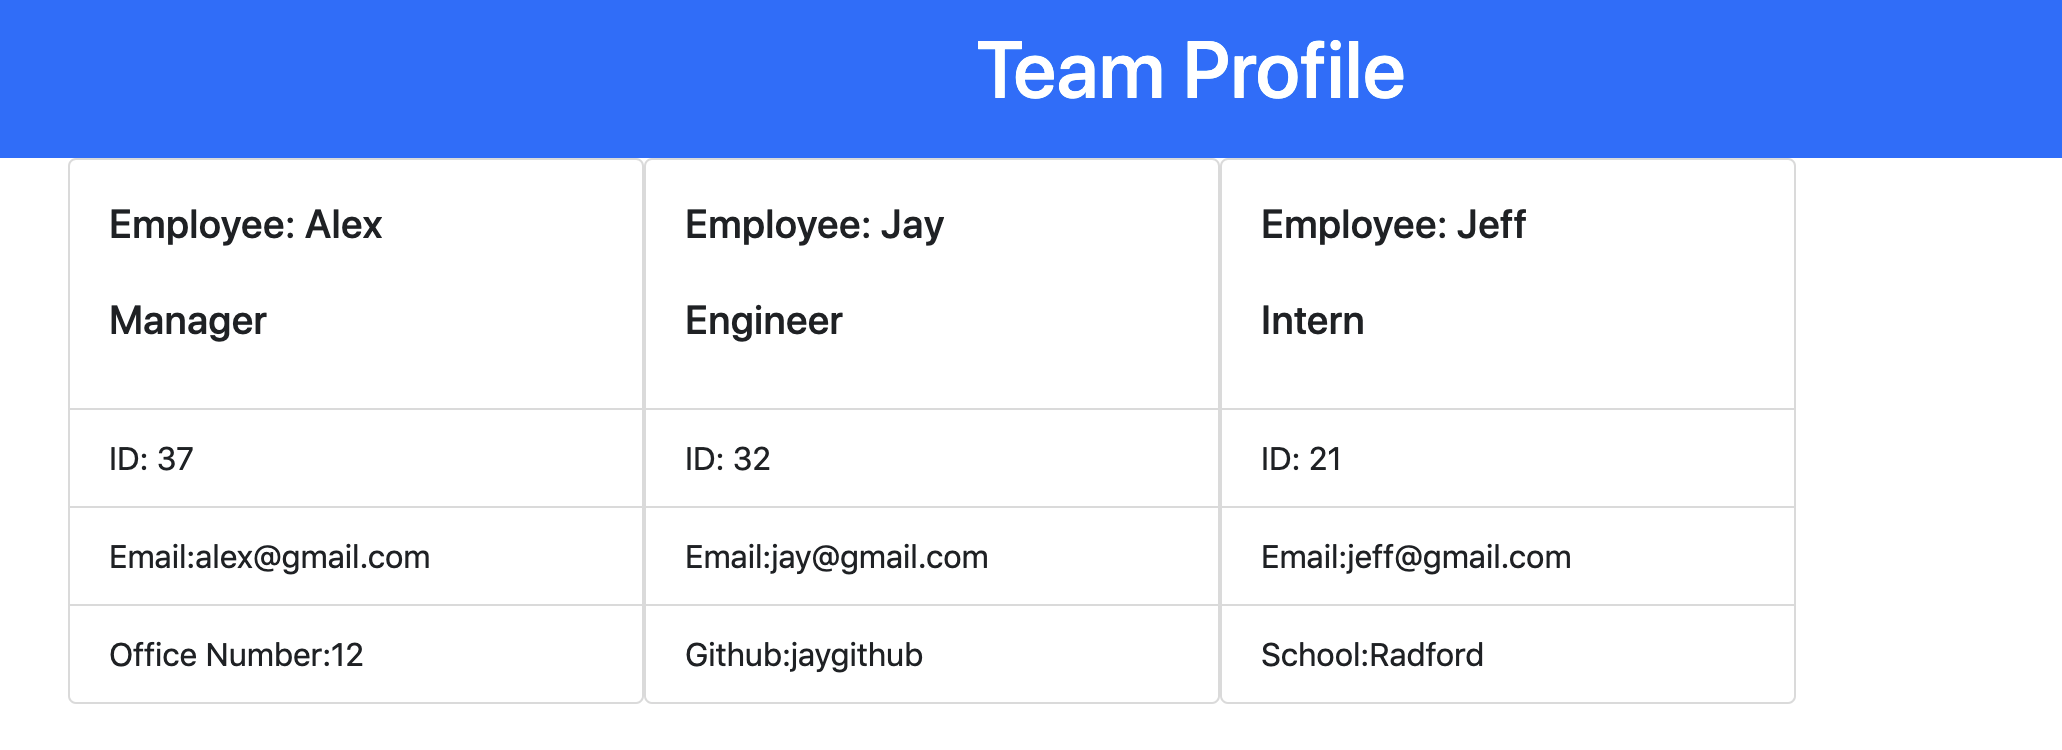 Team Profile
Employee: Alex
Manager
ID: 37
Email:alex@gmail.com
Office Number:12
Employee: Jay
Engineer
ID: 32
Email:jay@gmail.com
Github:jaygithub
Employee: Jeff
Intern
ID: 21
Email:jeff@gmail.com
School:Radford